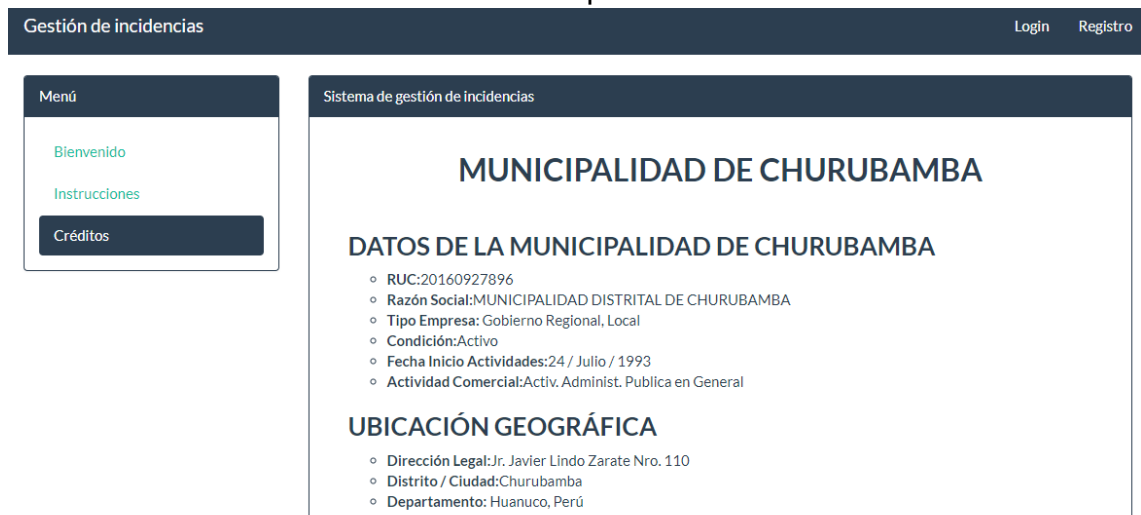 Gestión de incidencias
Login
Registro
Menú
Bienvenido
Instrucciones
Créditos
Sistema de gestión de incidencias
MUNICIPALIDAD DE CHURUBAMBA
DATOS DE LA MUNICIPALIDAD DE CHURUBAMBA
RUC:20160927896
Razón Social:MUNICIPALIDAD DISTRITAL DE CHURUBAMBA
Tipo Empresa: Gobierno Regional, Local
Condición:Activo
Fecha Inicio Actividades:24 / Julio / 1993
Actividad Comercial:Activ. Administ. Publica en General
UBICACIÓN GEOGRÁFICA
Dirección Legal:Jr. Javier Lindo Zarate Nro. 110
Distrito / Ciudad:Churubamba
Departamento: Huanuco, Perú